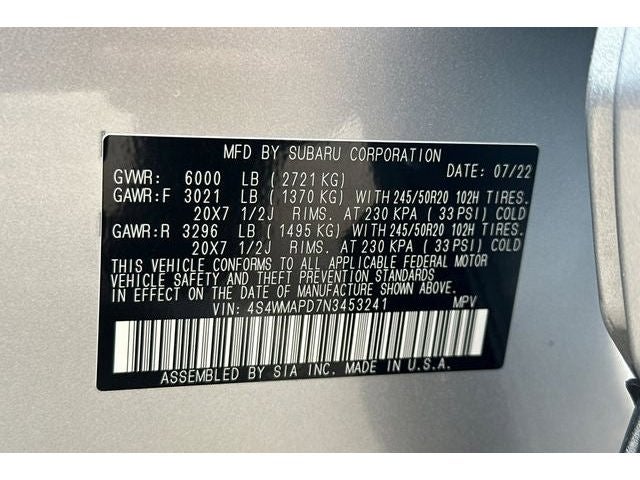 MFD BY SUBARU CORPORATION
GVWR: 6000 LB ( 2721 KG) DATE: 07/22
GAWR:F 3021 LB ( 1370 KG) WITH 245/50R20 102H TIRES.
20X7 1/2J RIMS. AT 230 KPA ( 33 PSI) COLD
GAWR:R 3296 LB ( 1495 KG) WITH 245/50R20 102H TIRES.
20X7 1/2J RIMS. AT 230 KPA ( 33 PSI) COLD
THIS VEHICLE CONFORMS TO ALL APPLICABLE FEDERAL MOTOR
VEHICLE SAFETY AND THEFT PREVENTION STANDARDS
IN EFFECT ON THE DATE OF MANUFACTURE SHOWN ABOVE.
VIN: 4S4WMAPD7N3453241 MPV
ASSEMBLED BY SIA INC. MADE IN U.S.A.